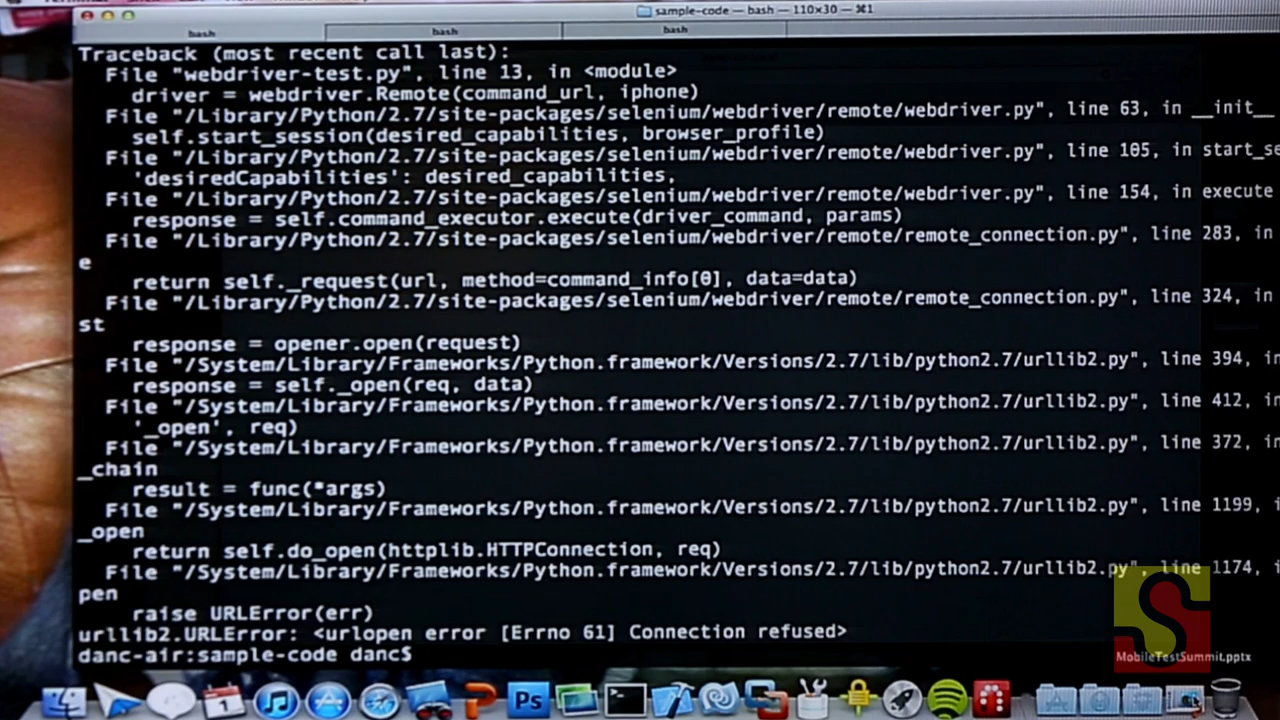 sample-code — bash — 110×30 — ⌘1
bash bash bash
Traceback (most recent call last):
File "webdriver-test.py", line 13, in <module>
driver = webdriver.Remote(command_url, iphone)
File "/Library/Python/2.7/site-packages/selenium/webdriver/remote/webdriver.py", line 63, in __init__
self.start_session(desired_capabilities, browser_profile)
File "/Library/Python/2.7/site-packages/selenium/webdriver/remote/webdriver.py", line 105, in start_se
'desiredCapabilities': desired_capabilities,
File "/Library/Python/2.7/site-packages/selenium/webdriver/remote/webdriver.py", line 154, in execute
response = self.command_executor.execute(driver_command, params)
File "/Library/Python/2.7/site-packages/selenium/webdriver/remote/remote_connection.py", line 283, in
e
return self._request(url, method=command_info[0], data=data)
File "/Library/Python/2.7/site-packages/selenium/webdriver/remote/remote_connection.py", line 324, in
st
response = opener.open(request)
File "/System/Library/Frameworks/Python.framework/Versions/2.7/lib/python2.7/urllib2.py", line 394, in
response = self._open(req, data)
File "/System/Library/Frameworks/Python.framework/Versions/2.7/lib/python2.7/urllib2.py", line 412, in
'_open', req)
File "/System/Library/Frameworks/Python.framework/Versions/2.7/lib/python2.7/urllib2.py", line 372, in
_chain
result = func(*args)
File "/System/Library/Frameworks/Python.framework/Versions/2.7/lib/python2.7/urllib2.py", line 1199, in
_open
return self.do_open(httplib.HTTPConnection, req)
File "/System/Library/Frameworks/Python.framework/Versions/2.7/lib/python2.7/urllib2.py", line 1174, in
pen
raise URLError(err)
urllib2.URLError: <urlopen error [Errno 61] Connection refused>
danc-air:sample-code danc$
MobileTestSummit.pptx
1
Ps